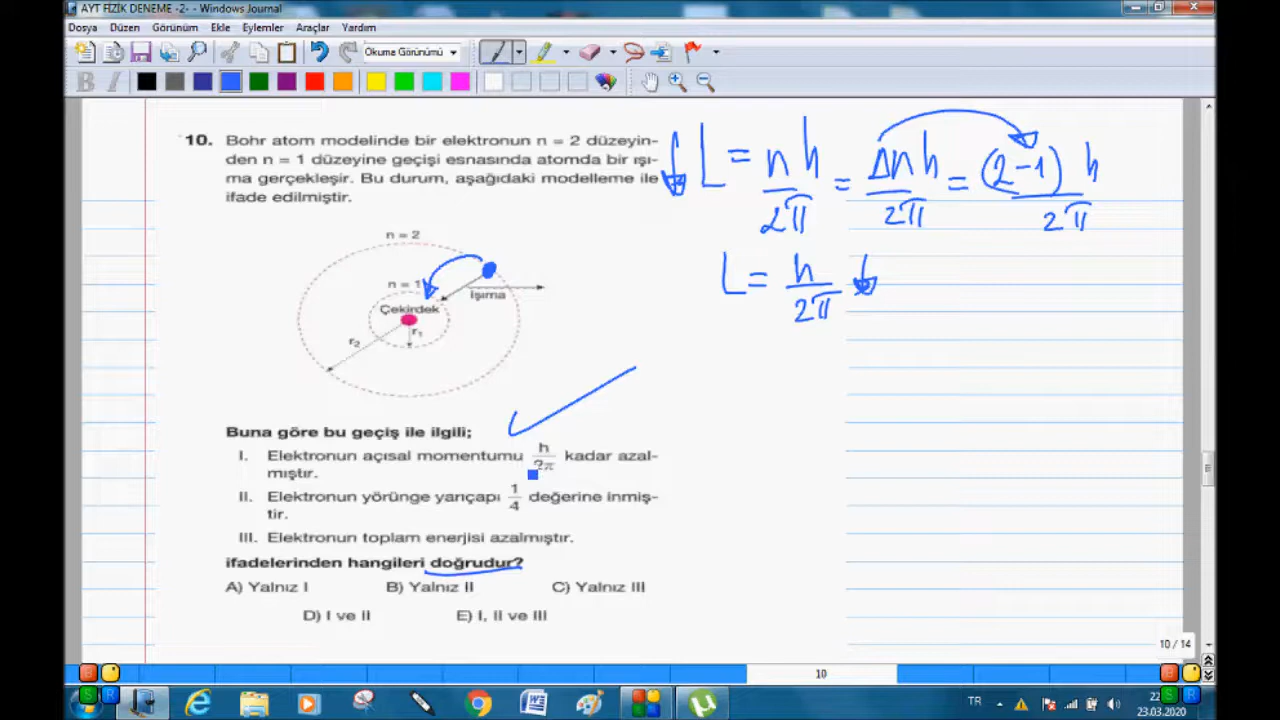 AYT FİZİK DENEME -2- - Windows Journal
Dosya Düzen Görünüm Ekle Eylemler Araçlar Yardım
Okuma Görünümü
B I
10. Bohr atom modelinde bir elektronun n = 2 düzeyin-
den n = 1 düzeyine geçişi esnasında atomda bir ışı-
ma gerçekleşir. Bu durum, aşağıdaki modelleme ile
ifade edilmiştir.
L = nh/2π = Δnh/2π = (2-1)h/2π
L = h/2π
n = 2
n = 1
Işıma
Çekirdek
r₁
r₂
Buna göre bu geçiş ile ilgili;
I. Elektronun açısal momentumu h/2π kadar azal-
mıştır.
II. Elektronun yörünge yarıçapı 1/4 değerine inmiş-
tir.
III. Elektronun toplam enerjisi azalmıştır.
ifadelerinden hangileri doğrudur?
A) Yalnız I B) Yalnız II C) Yalnız III
D) I ve II E) I, II ve III
10 / 14
10
TR
22
23.03.2020